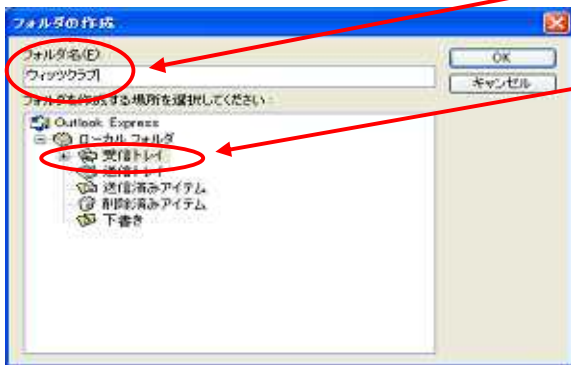 フォルダの作成
フォルダ名(F)
ウィッツクラブ
OK
キャンセル
フォルダを作成する場所を選択してください:
Outlook Express
ローカル フォルダ
受信トレイ
送信トレイ
送信済みアイテム
削除済みアイテム
下書き